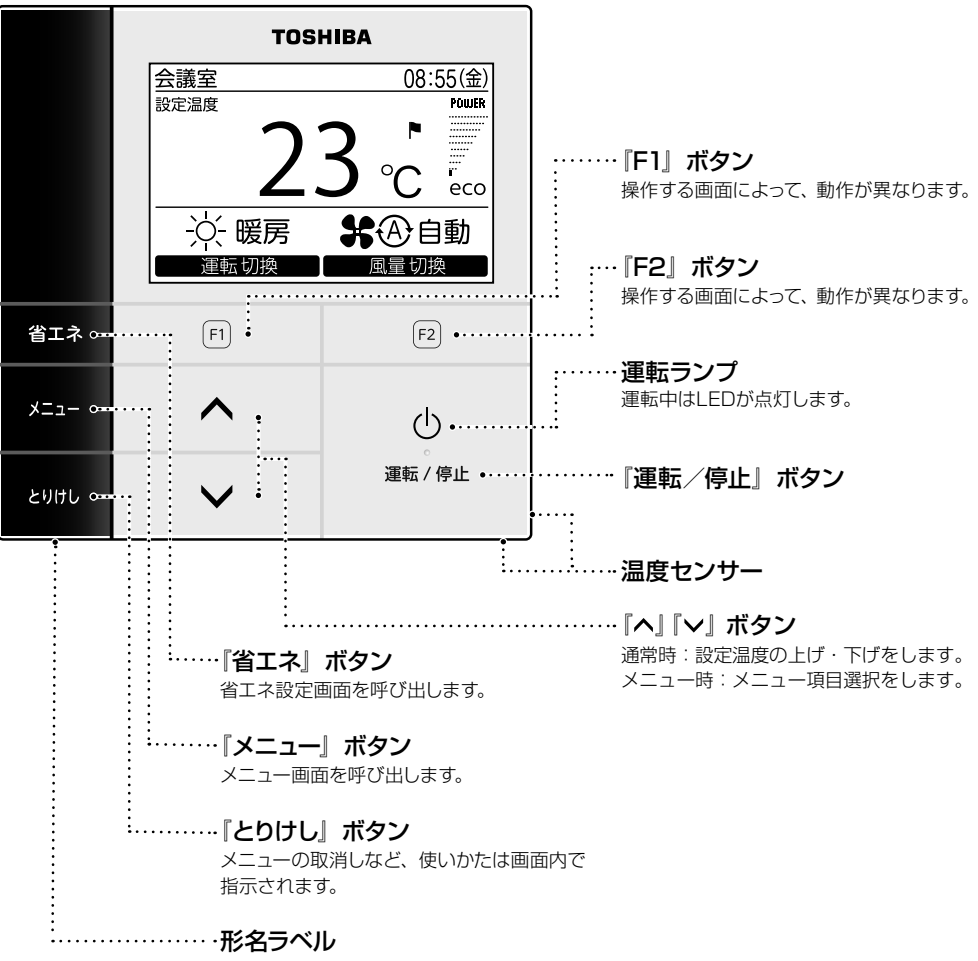 TOSHIBA
会議室 08:55(金)
設定温度 POWER
23 ℃
eco
暖房 A 自動
運転切換 風量切換
省エネ F1 F2
メニュー
運転 / 停止
とりけし
『F1』 ボタン
操作する画面によって、動作が異なります。
『F2』 ボタン
操作する画面によって、動作が異なります。
運転ランプ
運転中はLEDが点灯します。
『運転／停止』 ボタン
温度センサー
『∧』『∨』 ボタン
通常時：設定温度の上げ・下げをします。
メニュー時：メニュー項目選択をします。
『省エネ』 ボタン
省エネ設定画面を呼び出します。
『メニュー』 ボタン
メニュー画面を呼び出します。
『とりけし』 ボタン
メニューの取消しなど、使いかたは画面内で
指示されます。
形名ラベル